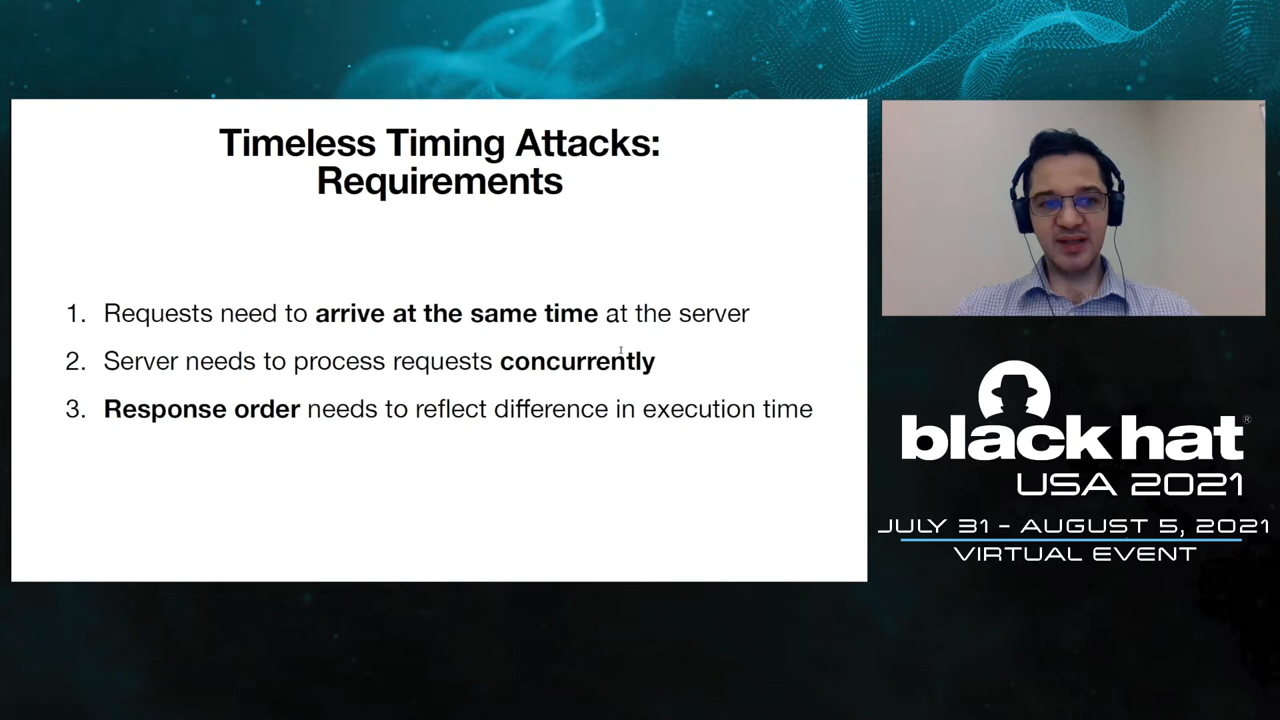 Timeless Timing Attacks:
Requirements
1. Requests need to arrive at the same time at the server
2. Server needs to process requests concurrently
3. Response order needs to reflect difference in execution time
black hat®
USA 2021
JULY 31 – AUGUST 5, 2021
VIRTUAL EVENT